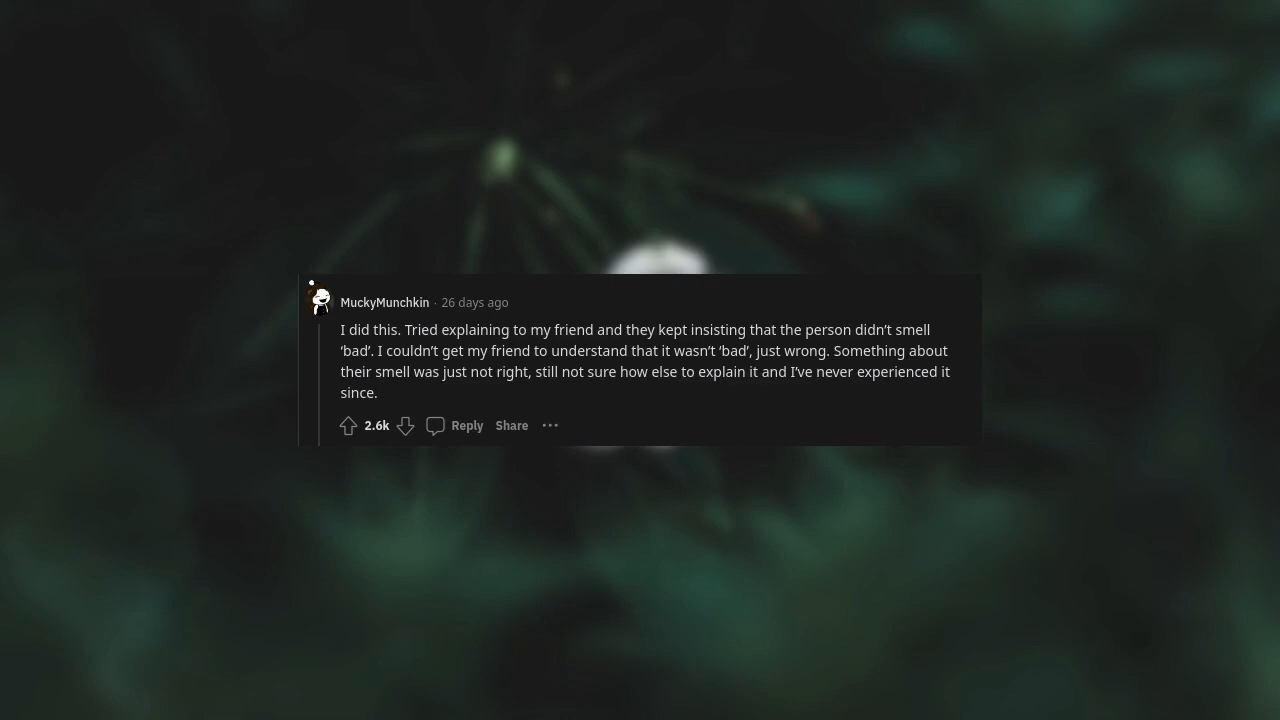 MuckyMunchkin · 26 days ago
I did this. Tried explaining to my friend and they kept insisting that the person didn’t smell
‘bad’. I couldn’t get my friend to understand that it wasn’t ‘bad’, just wrong. Something about
their smell was just not right, still not sure how else to explain it and I’ve never experienced it
since.
2.6k Reply Share ···